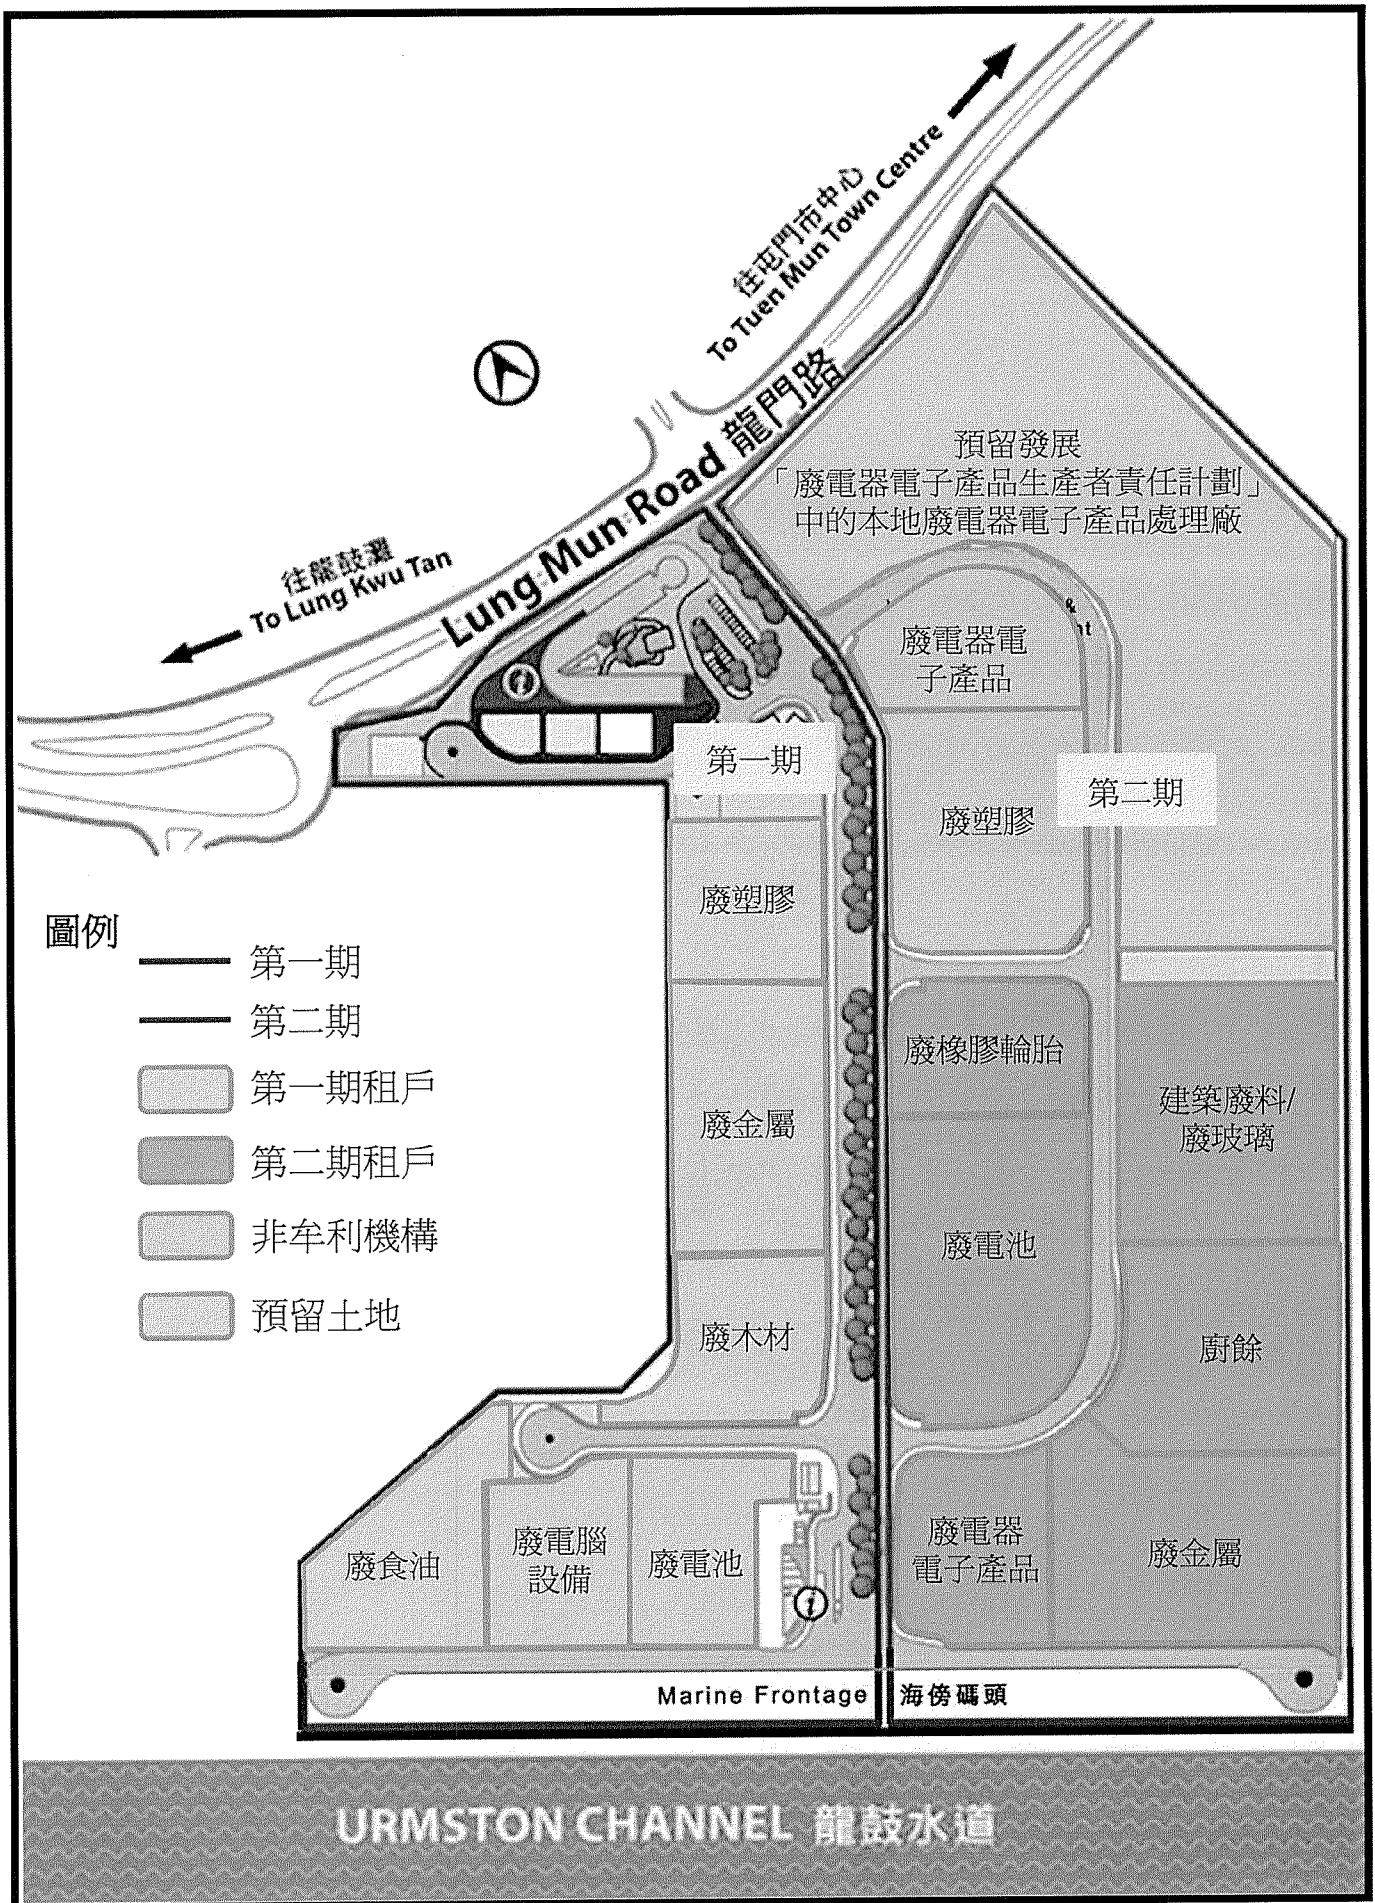 往屯門市中心
To Tuen Mun Town Centre
Lung Mun Road 龍門路
往龍鼓灘
To Lung Kwu Tan
預留發展
「廢電器電子產品生產者責任計劃」
中的本地廢電器電子產品處理廠
&
nt
廢電器電
子產品
第一期
第二期
廢塑膠
廢塑膠
圖例
第一期
第二期
第一期租戶
第二期租戶
非牟利機構
預留土地
廢橡膠輪胎
廢金屬
建築廢料/
廢玻璃
廢電池
廢木材
廚餘
廢食油
廢電腦
設備
廢電池
廢電器
電子產品
廢金屬
i
i
Marine Frontage 海傍碼頭
URMSTON CHANNEL 龍鼓水道